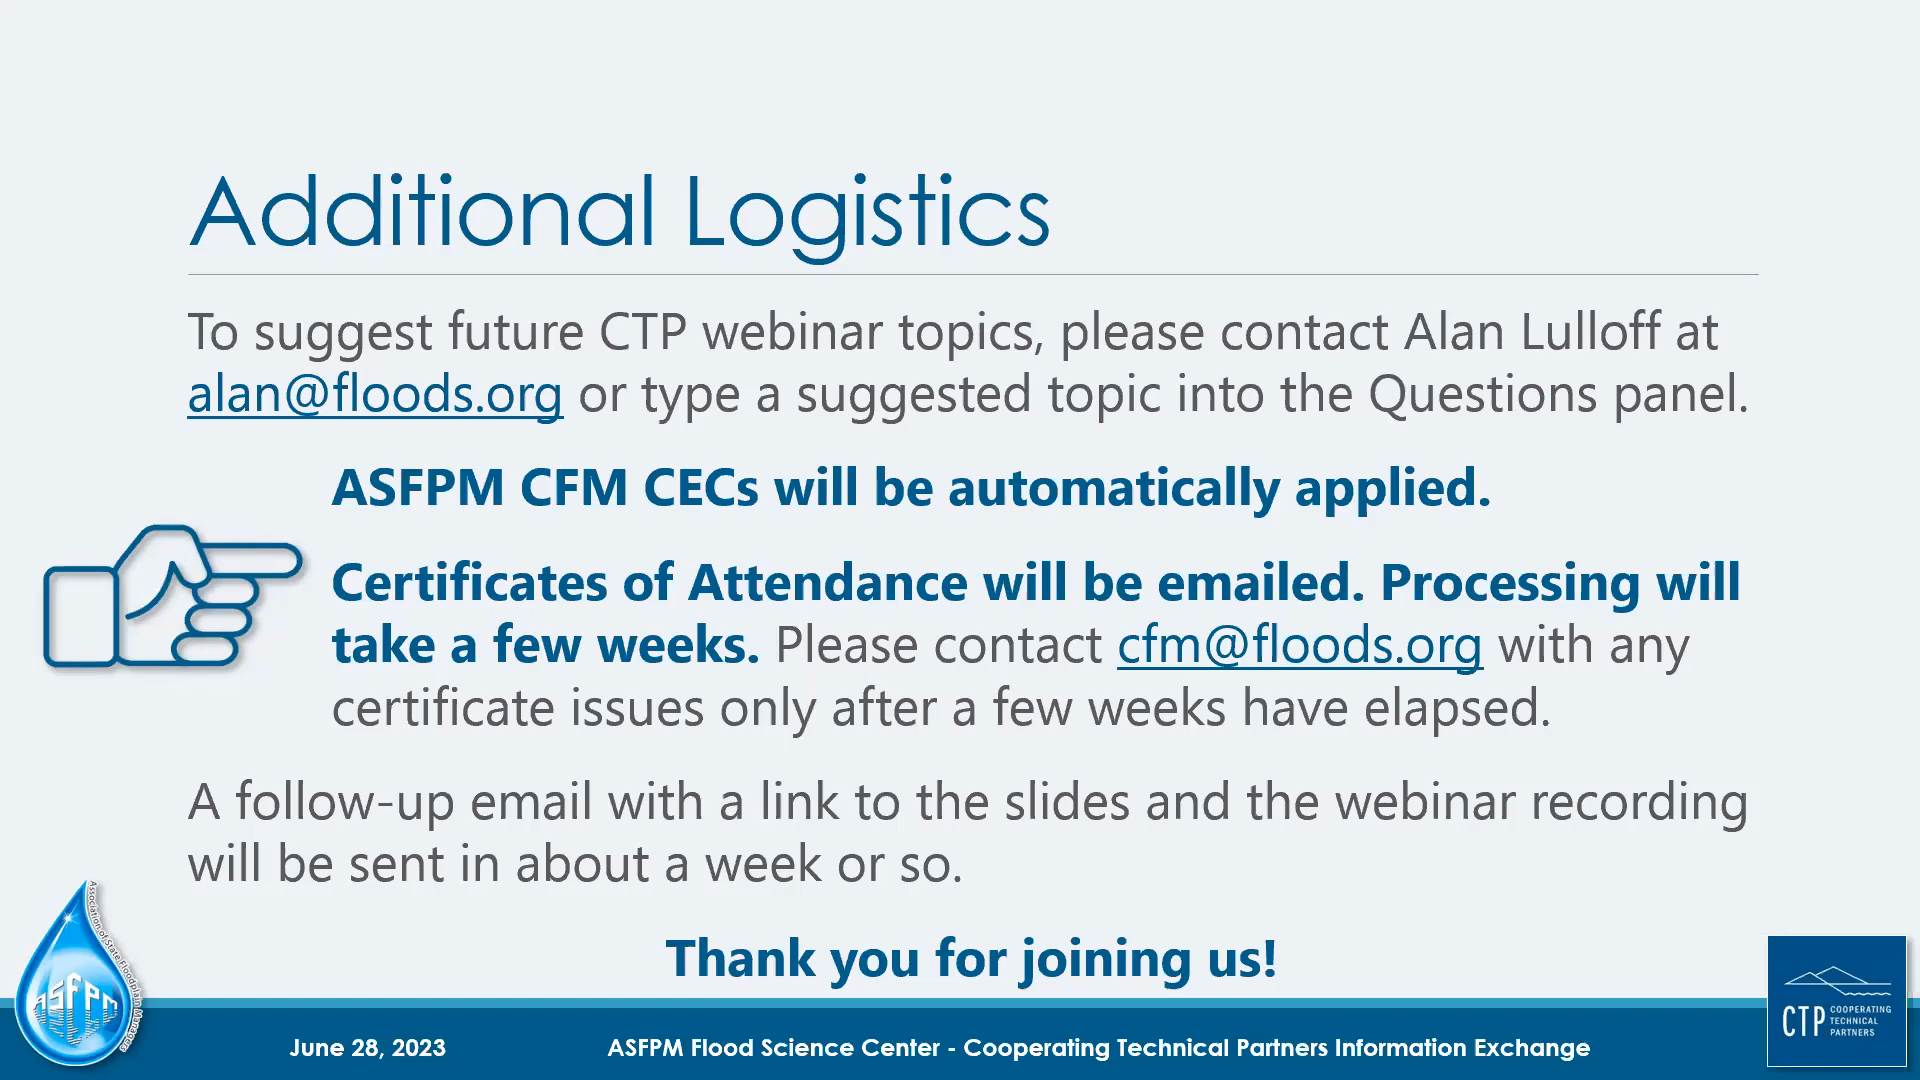 Additional Logistics
To suggest future CTP webinar topics, please contact Alan Lulloff at
alan@floods.org or type a suggested topic into the Questions panel.
ASFPM CFM CECs will be automatically applied.
Certificates of Attendance will be emailed. Processing will
take a few weeks. Please contact cfm@floods.org with any
certificate issues only after a few weeks have elapsed.
A follow-up email with a link to the slides and the webinar recording
will be sent in about a week or so.
Thank you for joining us!
Association of State Floodplain Managers
ASFPM
June 28, 2023
ASFPM Flood Science Center - Cooperating Technical Partners Information Exchange
CTP
COOPERATING
TECHNICAL
PARTNERS